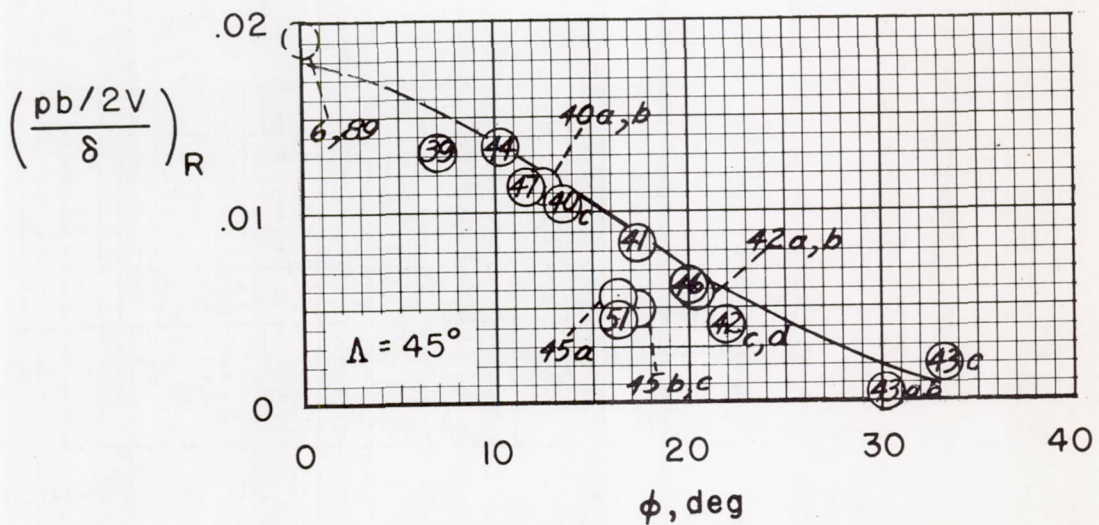 .02
(pb/2V / δ)R
6, 89
39
44
40a,b
47
40c
.01
41
42a,b
46
51
42c,d
Λ = 45°
45a
45b,c
43c
43a,b
0
0 10 20 30 40
ϕ, deg